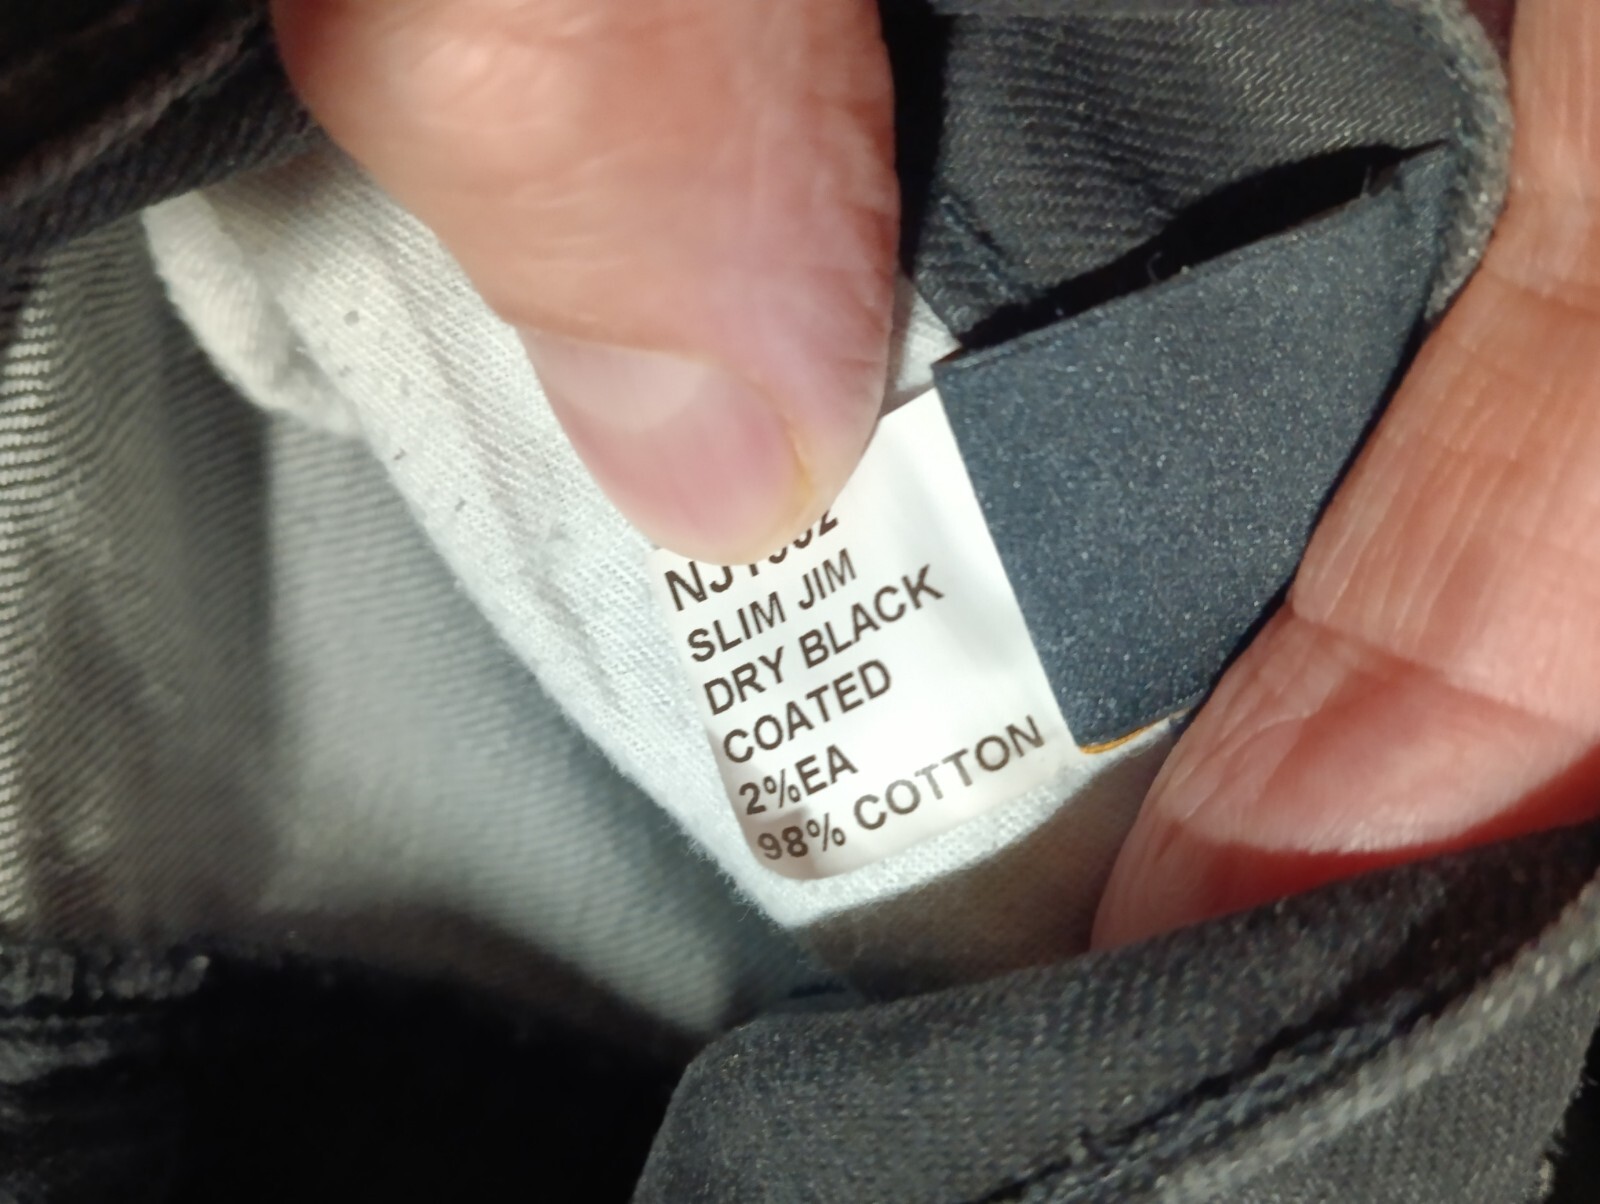 SLIM JIM
DRY BLACK
COATED
2%EA
98% COTTON